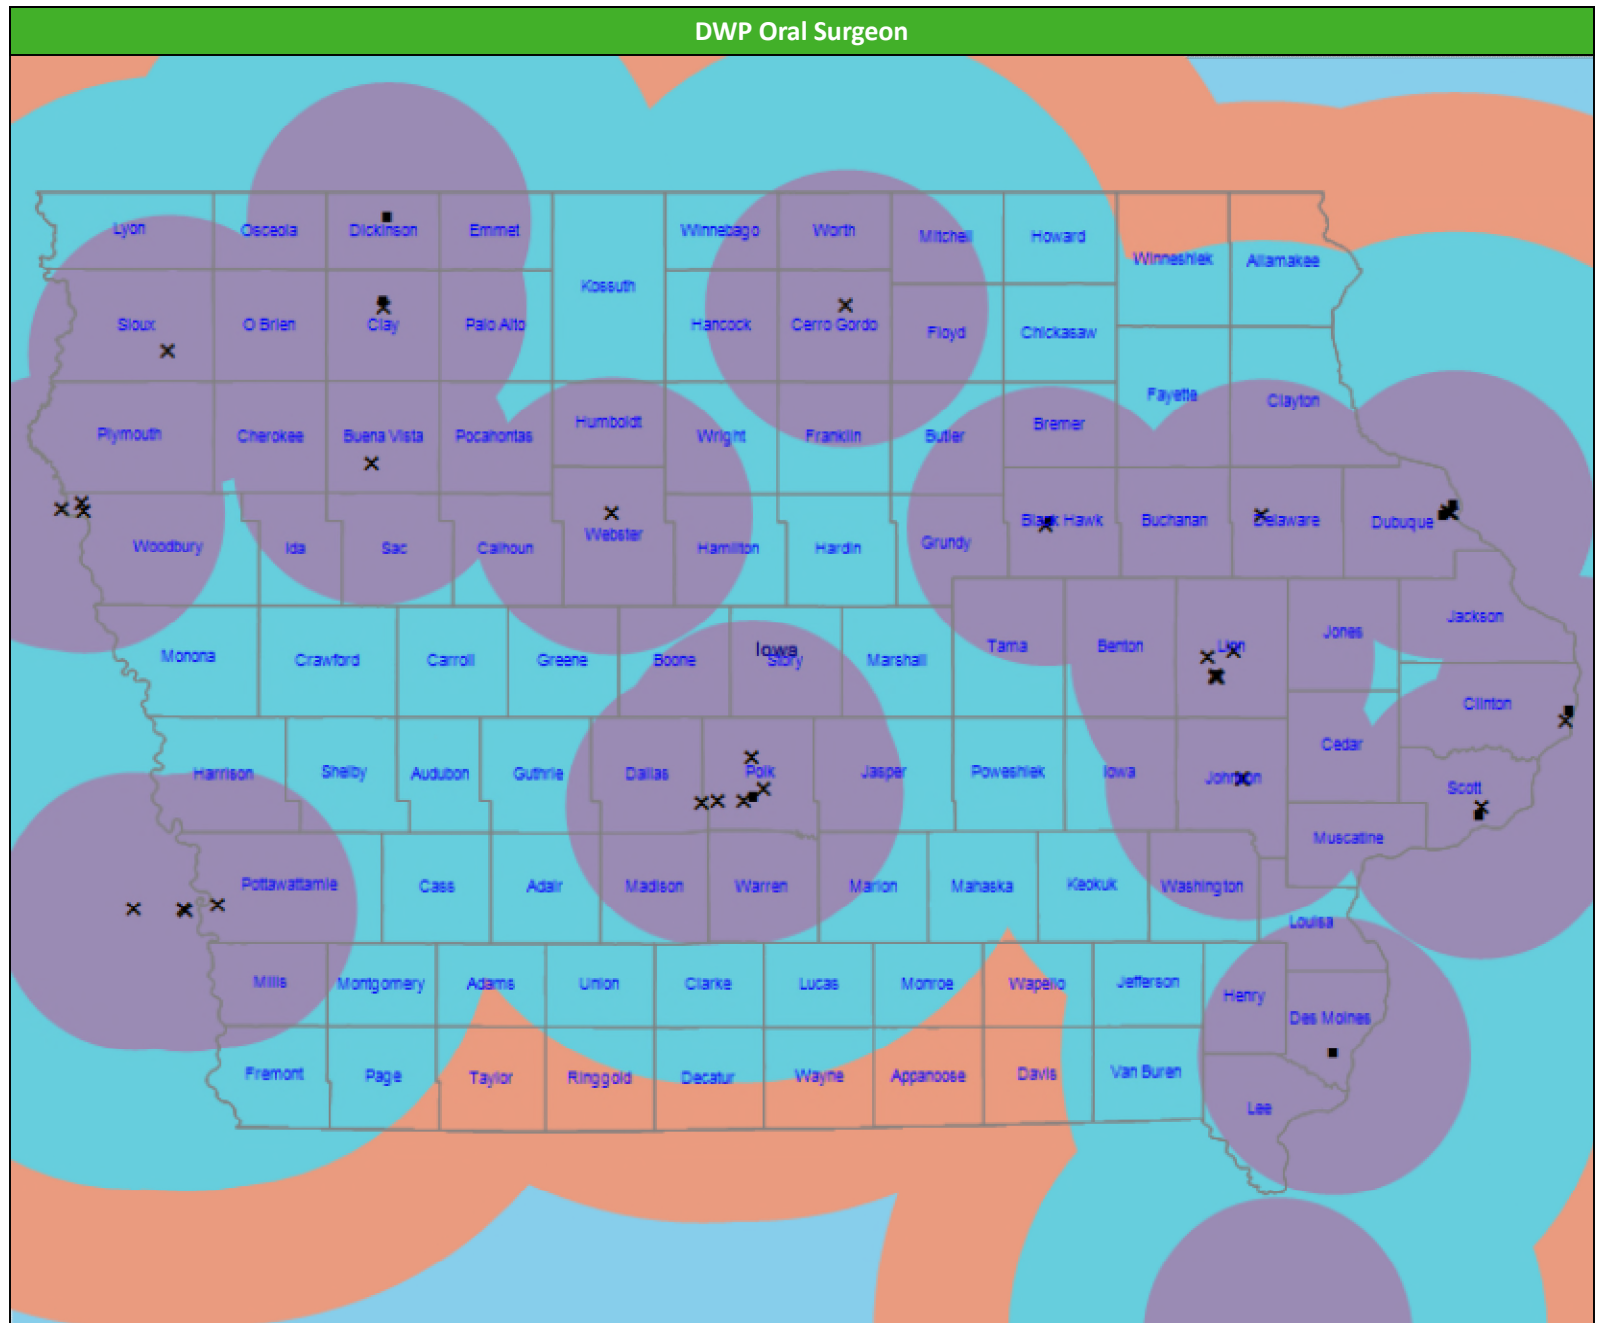 DWP Oral Surgeon
Lyon
Osceola
Dickinson
Emmet
Winnebago
Worth
Mitchell
Howard
Winneshiek
Allamakee
Kossuth
Sioux
O Brien
Clay
Palo Alto
Hancock
Cerro Gordo
Floyd
Chickasaw
Fayette
Clayton
Plymouth
Cherokee
Buena Vista
Pocahontas
Humboldt
Wright
Franklin
Butler
Bremer
Woodbury
Ida
Sac
Calhoun
Webster
Hamilton
Hardin
Grundy
Black Hawk
Buchanan
Delaware
Dubuque
Jackson
Monona
Crawford
Carroll
Greene
Boone
Iowa
Story
Marshall
Tama
Benton
Linn
Jones
Clinton
Harrison
Shelby
Audubon
Guthrie
Dallas
Polk
Jasper
Poweshiek
Iowa
Johnson
Cedar
Scott
Muscatine
Pottawattamie
Cass
Adair
Madison
Warren
Marion
Mahaska
Keokuk
Washington
Louisa
Mills
Montgomery
Adams
Union
Clarke
Lucas
Monroe
Wapello
Jefferson
Henry
Des Moines
Fremont
Page
Taylor
Ringgold
Decatur
Wayne
Appanoose
Davis
Van Buren
Lee